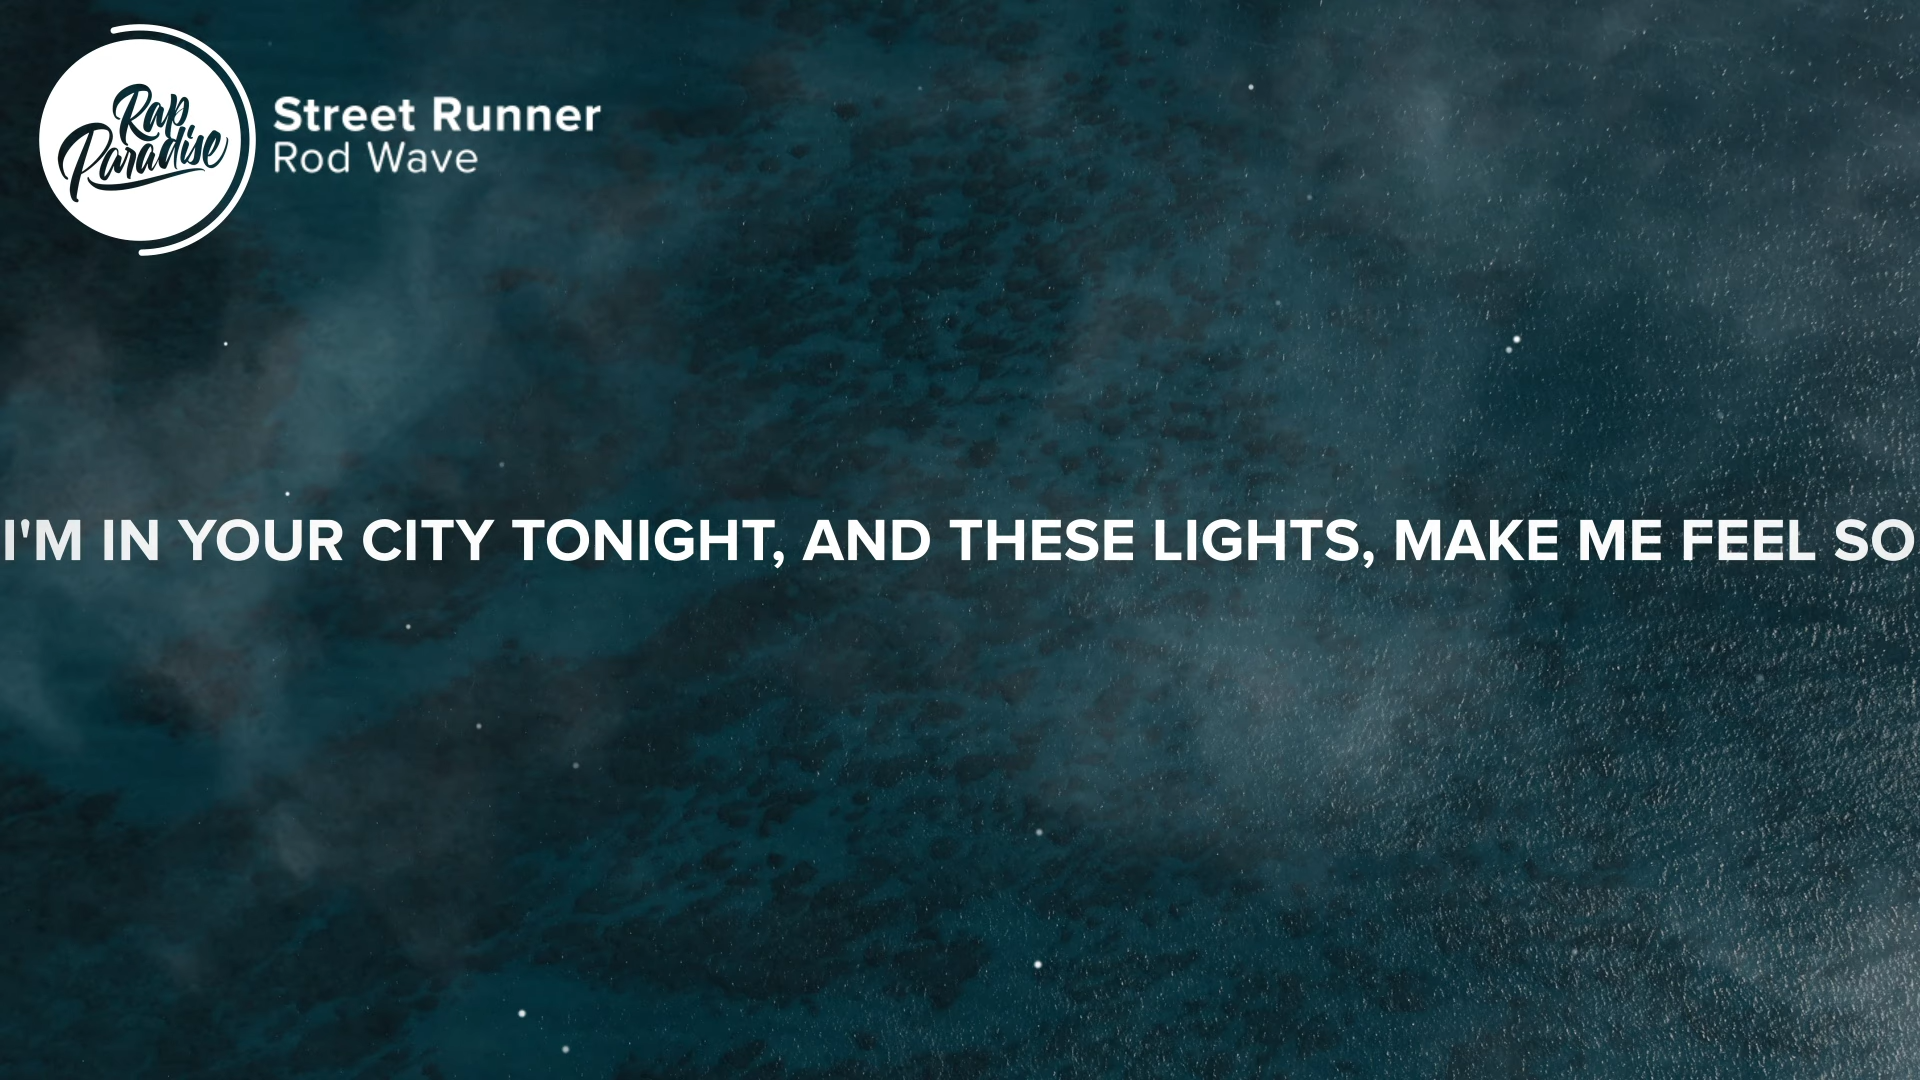 Rap
Paradise
Street Runner
Rod Wave
I'M IN YOUR CITY TONIGHT, AND THESE LIGHTS, MAKE ME FEEL SO